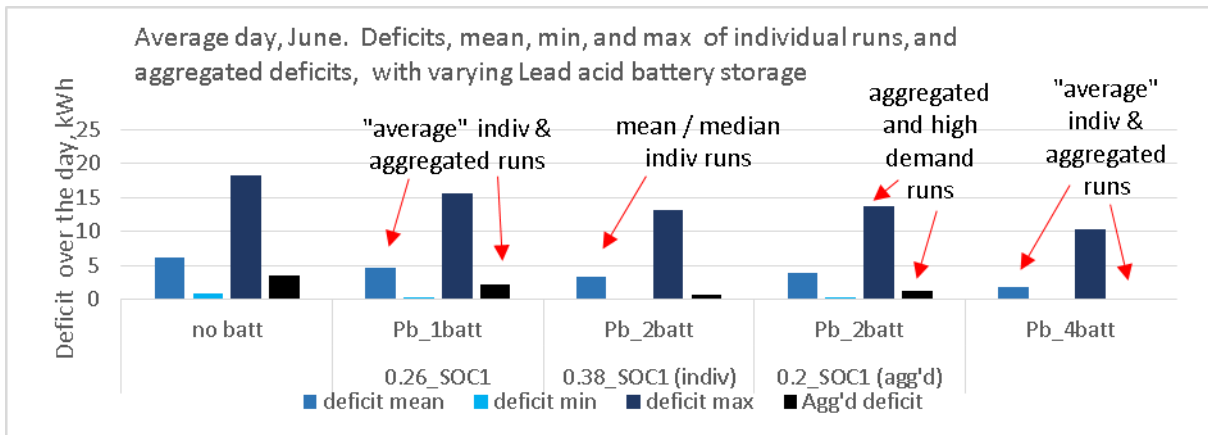 Average day, June.  Deficits, mean, min, and max  of individual runs, and
aggregated deficits,  with varying Lead acid battery storage
Deficit over the day, kWh
25
20
15
10
5
0
"average" indiv &
aggregated runs
mean / median
indiv runs
aggregated
and high
demand
runs
"average"
indiv &
aggregated
runs
no batt
Pb_1batt
Pb_2batt
Pb_2batt
Pb_4batt
0.26_SOC1
0.38_SOC1 (indiv)
0.2_SOC1 (agg'd)
deficit mean
deficit min
deficit max
Agg'd deficit